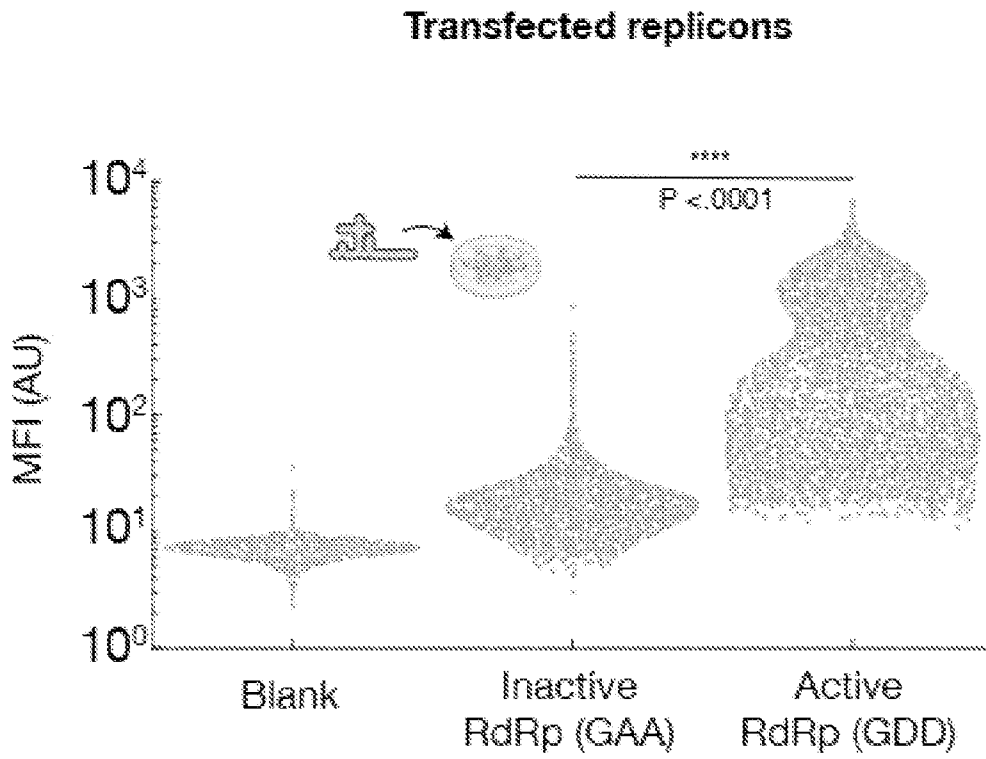 Transfected replicons
****
P <.0001
10⁴
10³
10²
10¹
10⁰
MFI (AU)
Blank
Inactive
RdRp (GAA)
Active
RdRp (GDD)